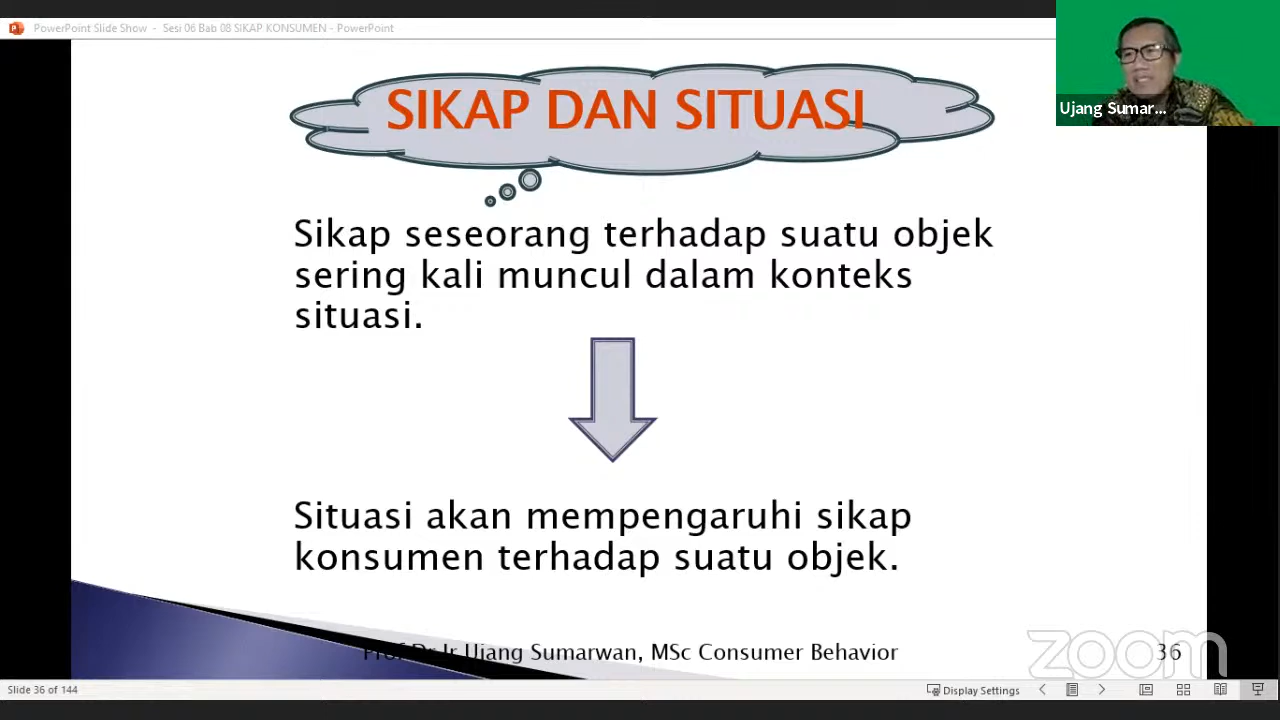 PowerPoint Slide Show - Sesi 06 Bab 08 SIKAP KONSUMEN - PowerPoint
Ujang Sumar...
SIKAP DAN SITUASI
Sikap seseorang terhadap suatu objek
sering kali muncul dalam konteks
situasi.
Situasi akan mempengaruhi sikap
konsumen terhadap suatu objek.
Prof Dr Ir Ujang Sumarwan, MSc Consumer Behavior
36
zoom
Slide 36 of 144
Display Settings